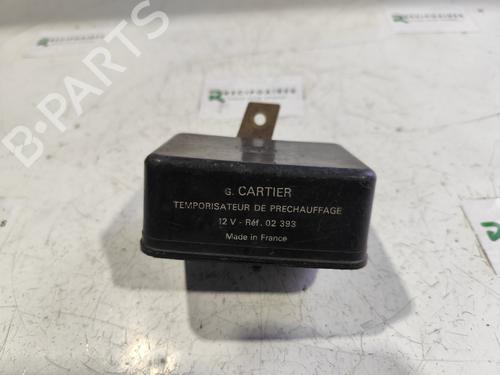 B-PARTS
G. CARTIER
TEMPORISATEUR DE PRECHAUFFAGE
12 V - Réf. 02 393
Made in France